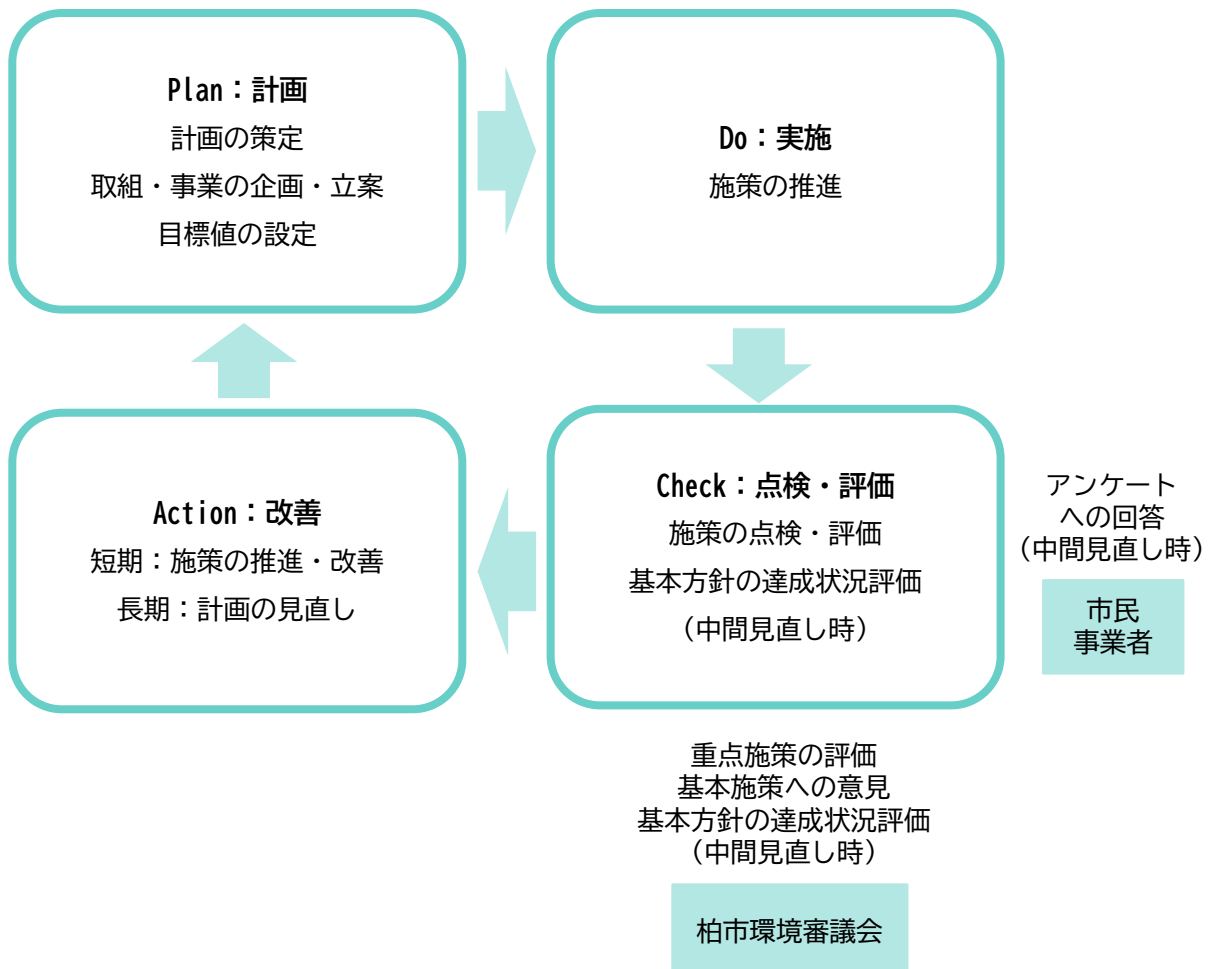 Plan：計画
計画の策定
取組・事業の企画・立案
目標値の設定
Do：実施
施策の推進
Action：改善
短期：施策の推進・改善
長期：計画の見直し
Check：点検・評価
施策の点検・評価
基本方針の達成状況評価
（中間見直し時）
アンケート
への回答
（中間見直し時）
市民
事業者
重点施策の評価
基本施策への意見
基本方針の達成状況評価
（中間見直し時）
柏市環境審議会